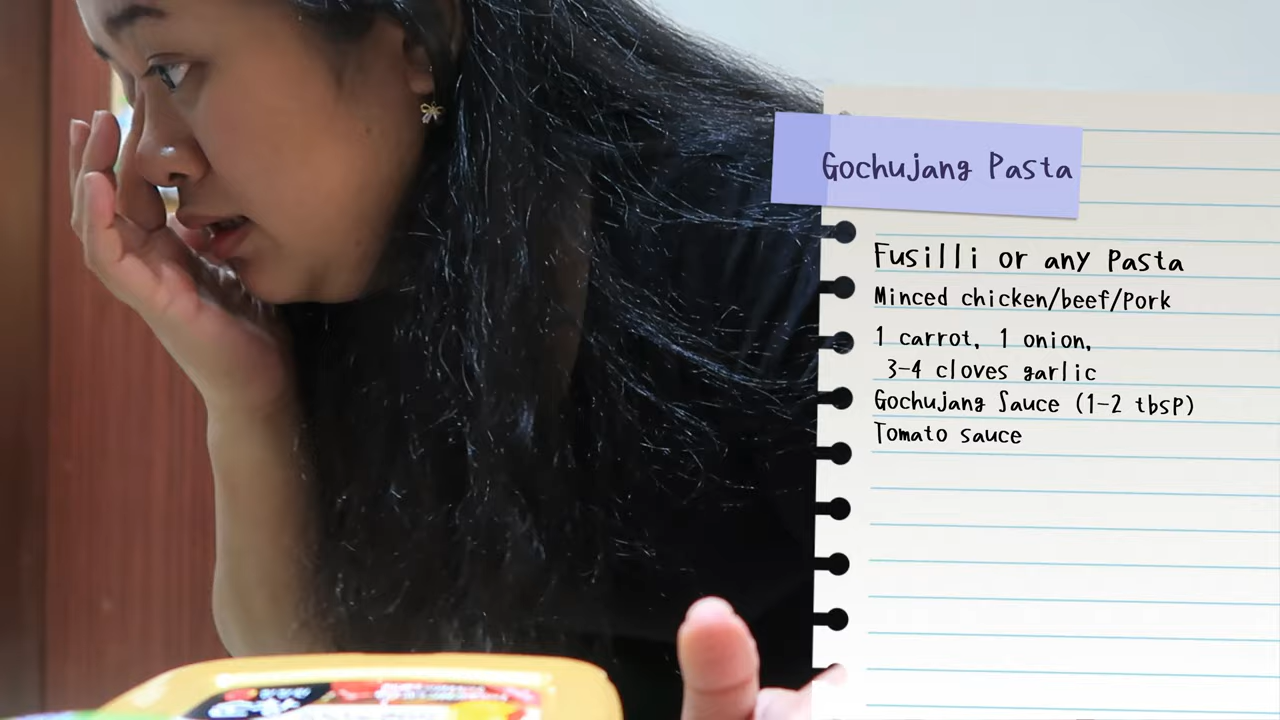 Gochujang Pasta
Fusilli or any Pasta
Minced chicken/beef/Pork
1 carrot, 1 onion,
3-4 cloves garlic
Gochujang Sauce (1-2 tbsP)
Tomato sauce